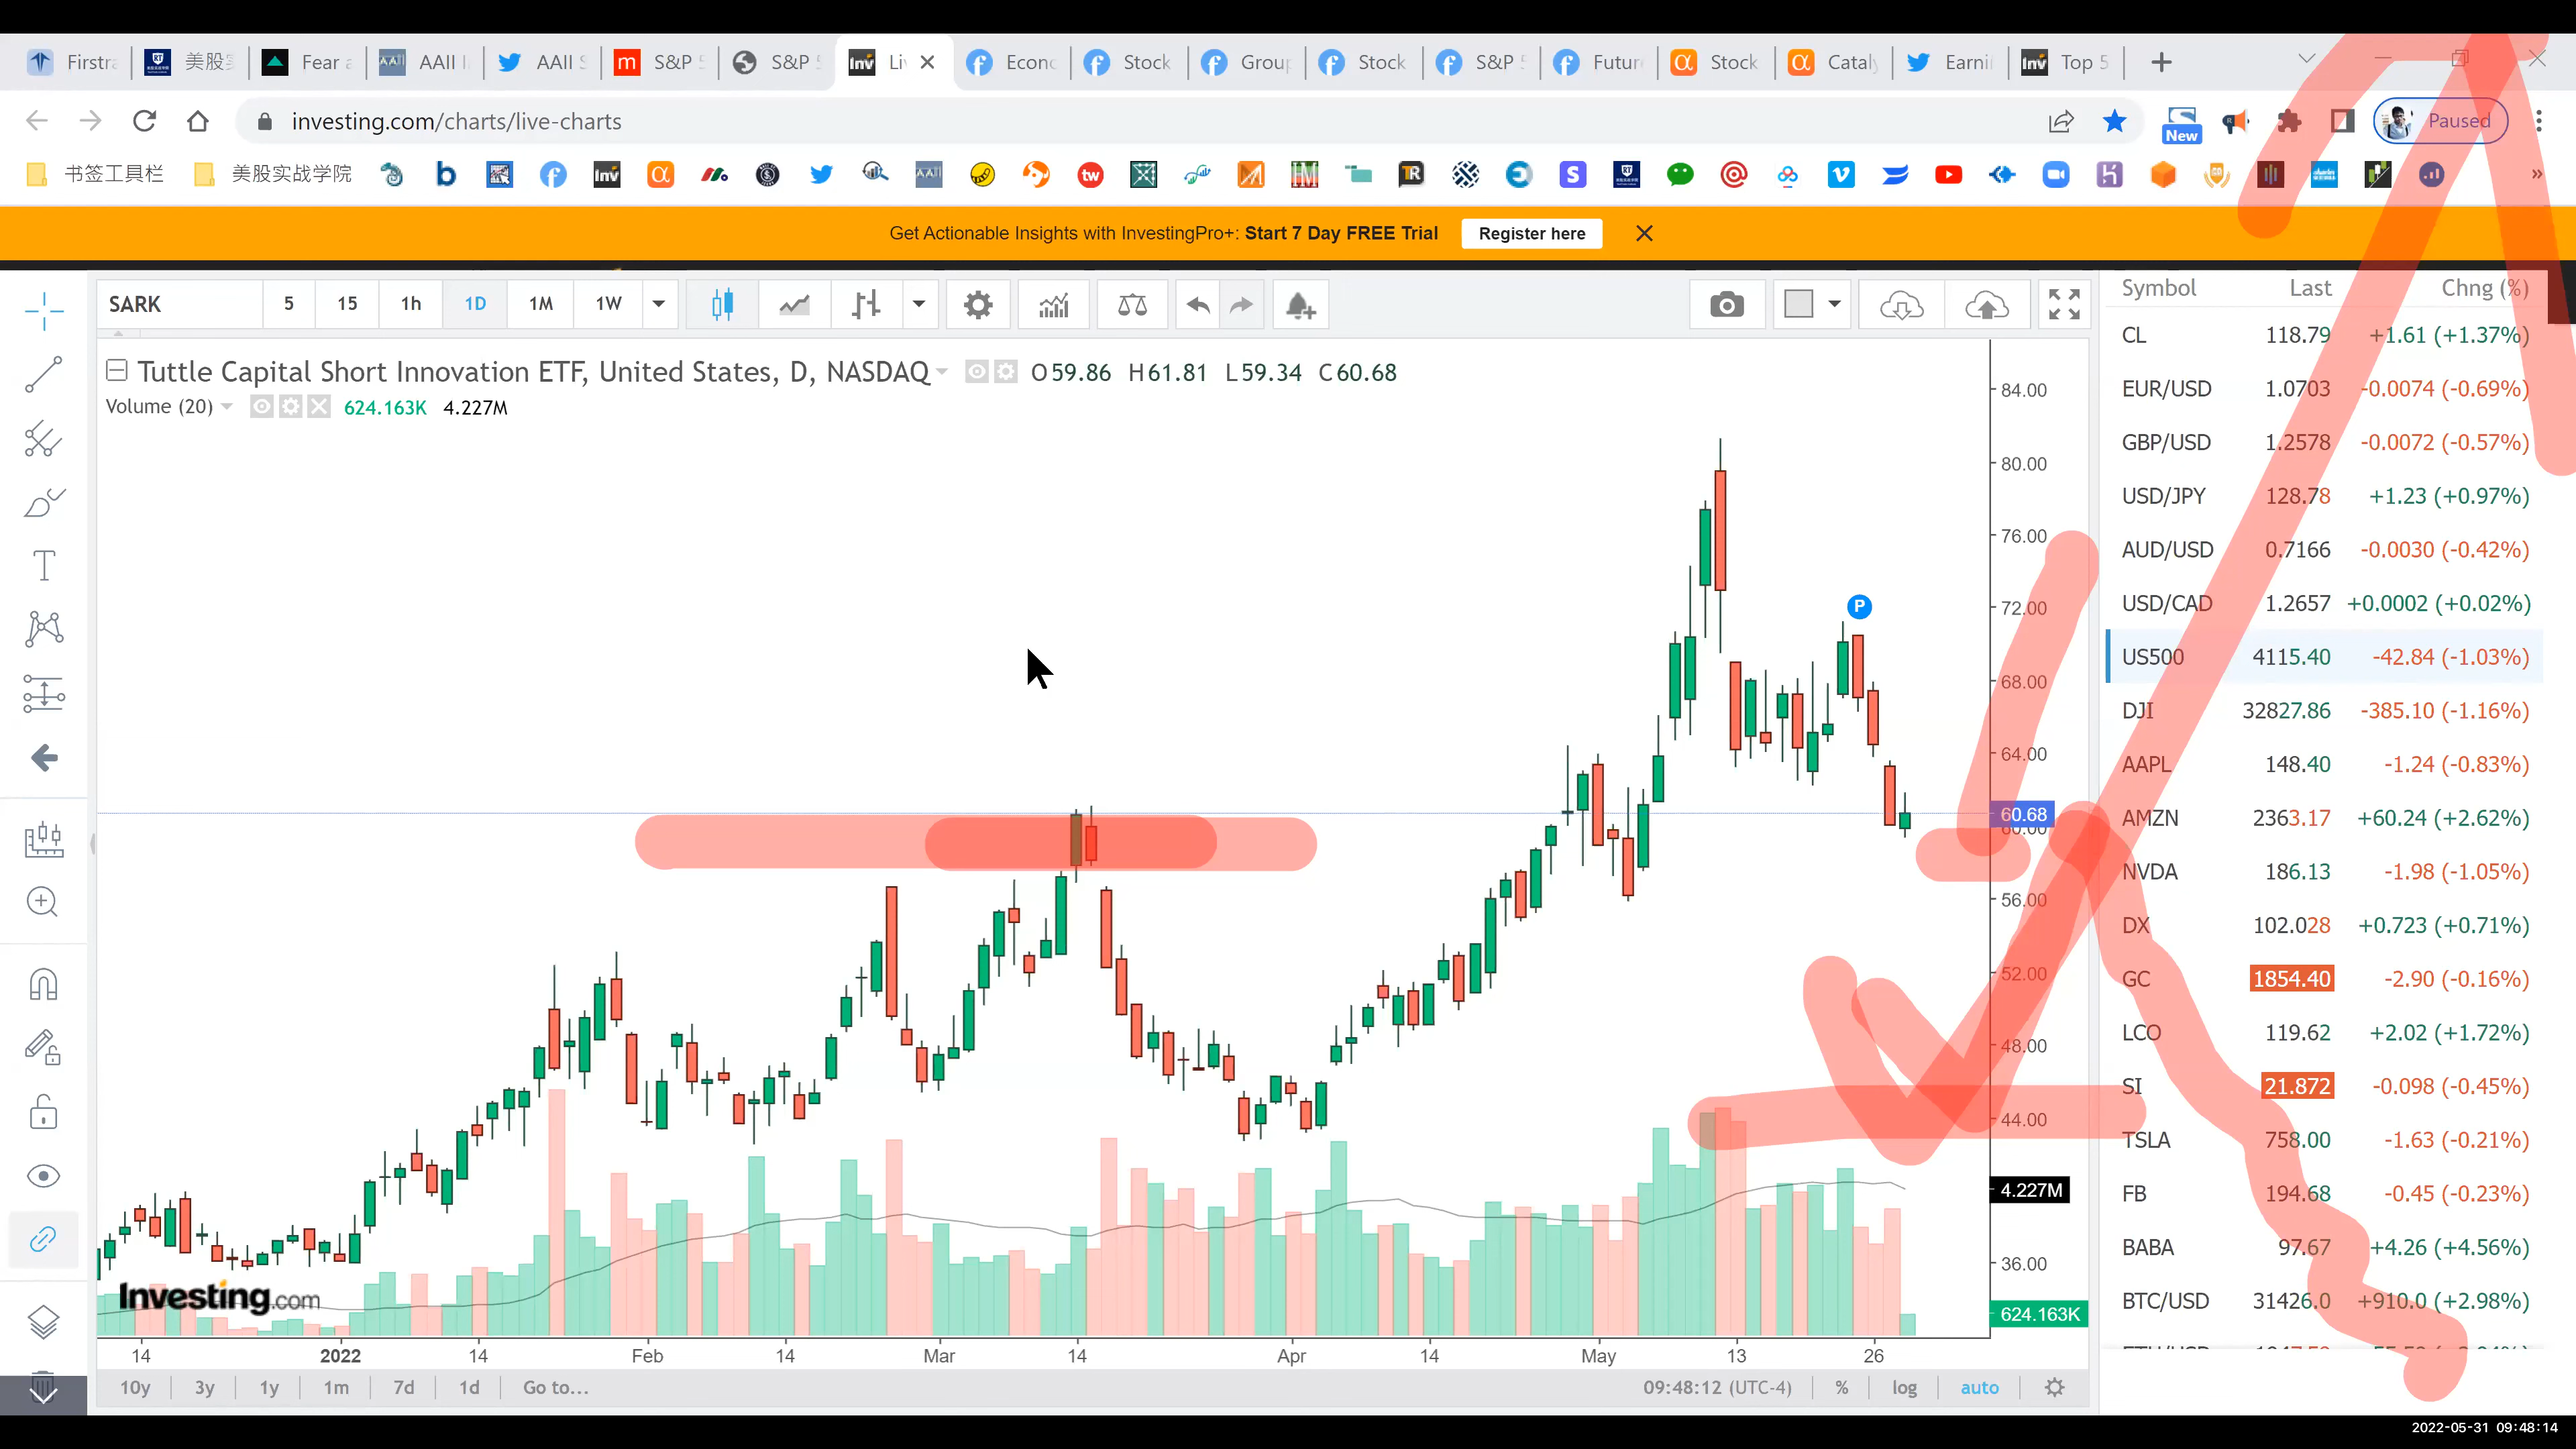 Firstra 美股实 Fear a AAII I AAII S S&P 5 S&P 5 Liv Econo Stock Group Stock S&P 5 Future Stock Cataly Earnin Top 5
investing.com/charts/live-charts
New Paused
书签工具栏 美股实战学院
Get Actionable Insights with InvestingPro+: Start 7 Day FREE Trial Register here
SARK 5 15 1h 1D 1M 1W
Symbol Last Chng (%)
Tuttle Capital Short Innovation ETF, United States, D, NASDAQ O59.86 H61.81 L59.34 C60.68
Volume (20) 624.163K 4.227M
84.00
80.00
76.00
72.00
68.00
64.00
60.68
60.00
56.00
52.00
48.00
44.00
4.227M
36.00
624.163K
P
CL 118.79 +1.61 (+1.37%)
EUR/USD 1.0703 -0.0074 (-0.69%)
GBP/USD 1.2578 -0.0072 (-0.57%)
USD/JPY 128.78 +1.23 (+0.97%)
AUD/USD 0.7166 -0.0030 (-0.42%)
USD/CAD 1.2657 +0.0002 (+0.02%)
US500 4115.40 -42.84 (-1.03%)
DJI 32827.86 -385.10 (-1.16%)
AAPL 148.40 -1.24 (-0.83%)
AMZN 2363.17 +60.24 (+2.62%)
NVDA 186.13 -1.98 (-1.05%)
DX 102.028 +0.723 (+0.71%)
GC 1854.40 -2.90 (-0.16%)
LCO 119.62 +2.02 (+1.72%)
SI 21.872 -0.098 (-0.45%)
TSLA 758.00 -1.63 (-0.21%)
FB 194.68 -0.45 (-0.23%)
BABA 97.67 +4.26 (+4.56%)
BTC/USD 31426.0 +910.0 (+2.98%)
Investing.com
14 2022 14 Feb 14 Mar 14 Apr 14 May 13 26
10y 3y 1y 1m 7d 1d Go to... 09:48:12 (UTC-4) % log auto
2022-05-31 09:48:14